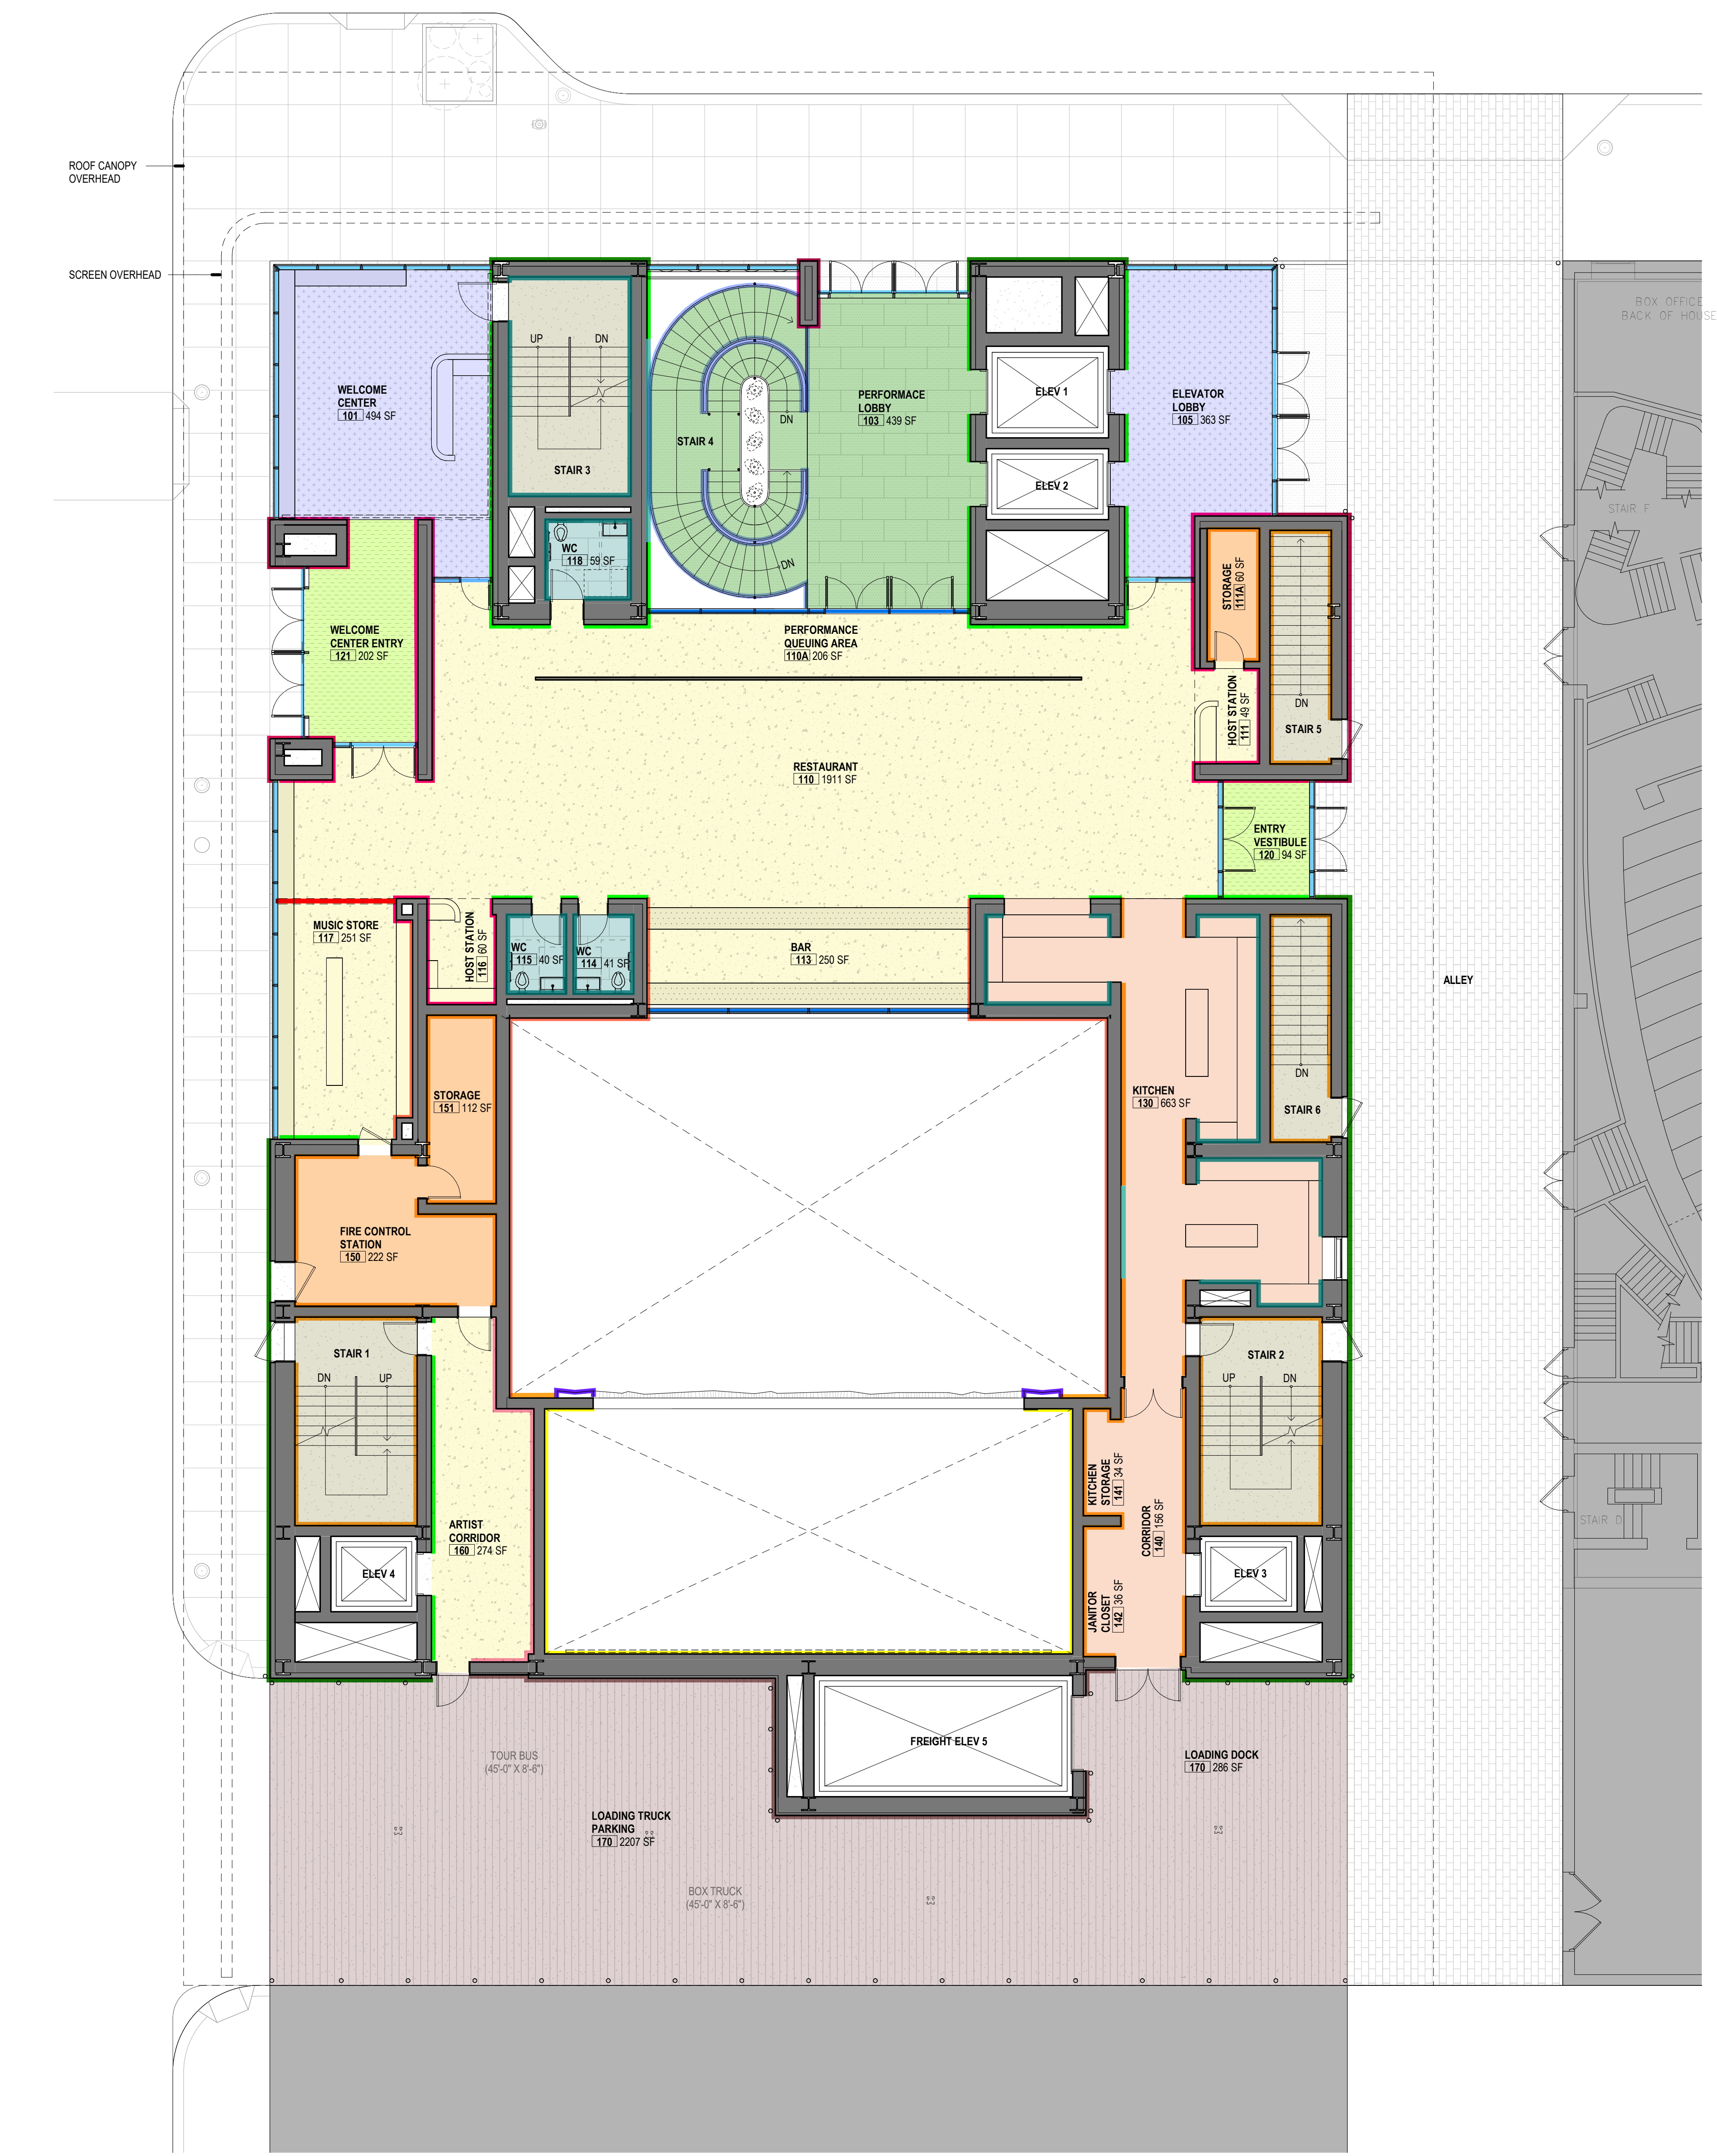 ROOF CANOPY
OVERHEAD
SCREEN OVERHEAD
BOX OFFICE
BACK OF HOUSE
WELCOME
CENTER
101 494 SF
UP
DN
STAIR 3
STAIR 4
DN
DN
PERFORMACE
LOBBY
103 439 SF
ELEV 1
ELEV 2
ELEVATOR
LOBBY
105 363 SF
STAIR F
WC
118 59 SF
STORAGE
111A 60 SF
WELCOME
CENTER ENTRY
121 202 SF
PERFORMANCE
QUEUING AREA
110A 206 SF
HOST STATION
111 49 SF
DN
STAIR 5
RESTAURANT
110 1911 SF
ENTRY
VESTIBULE
120 94 SF
MUSIC STORE
117 251 SF
HOST STATION
116 60 SF
WC
115 40 SF
WC
114 41 SF
BAR
113 250 SF
ALLEY
DN
STAIR 6
KITCHEN
130 663 SF
STORAGE
151 112 SF
FIRE CONTROL
STATION
150 222 SF
STAIR 1
DN
UP
STAIR 2
UP
DN
KITCHEN
STORAGE
141 34 SF
CORRIDOR
140 156 SF
STAIR D
ARTIST
CORRIDOR
160 274 SF
ELEV 4
ELEV 3
JANITOR
CLOSET
142 36 SF
FREIGHT ELEV 5
TOUR BUS
(45'-0" X 8'-6")
LOADING DOCK
170 286 SF
LOADING TRUCK
PARKING
170 2207 SF
BOX TRUCK
(45'-0" X 8'-6")